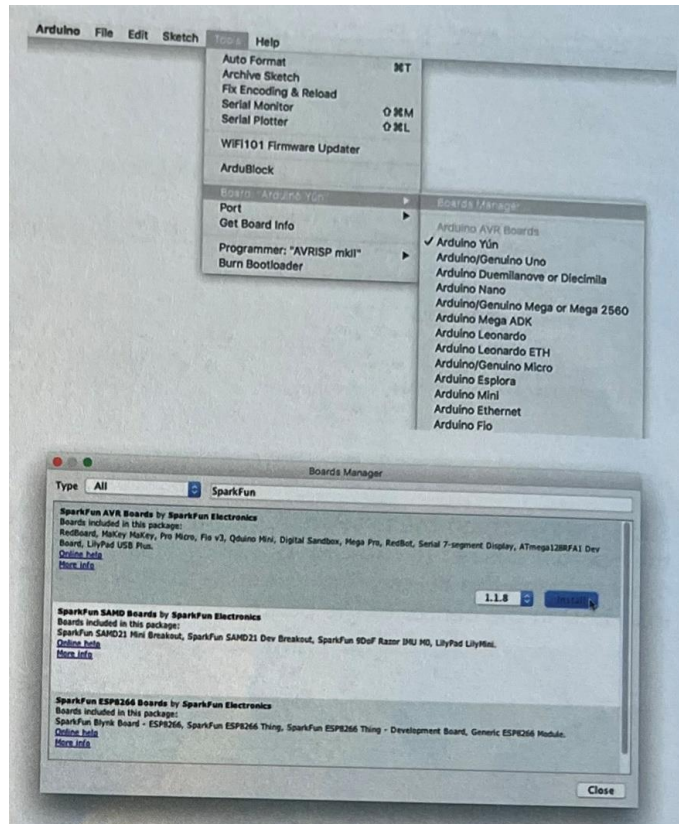 Arduino File Edit Sketch Tools Help
Auto Format ⌘T
Archive Sketch
Fix Encoding & Reload
Serial Monitor ⇧⌘M
Serial Plotter ⇧⌘L
WiFi101 Firmware Updater
ArduBlock
Board: "Arduino Yún"
Port
Get Board Info
Programmer: "AVRISP mkII"
Burn Bootloader
Boards Manager
Arduino AVR Boards
✓ Arduino Yún
Arduino/Genuino Uno
Arduino Duemilanove or Diecimila
Arduino Nano
Arduino/Genuino Mega or Mega 2560
Arduino Mega ADK
Arduino Leonardo
Arduino Leonardo ETH
Arduino/Genuino Micro
Arduino Esplora
Arduino Mini
Arduino Ethernet
Arduino Fio
Boards Manager
Type All SparkFun
SparkFun AVR Boards by SparkFun Electronics
Boards included in this package:
RedBoard, MaKey MaKey, Pro Micro, Fio v3, Qduino Mini, Digital Sandbox, Mega Pro, RedBot, Serial 7-segment Display, ATmega128RFA1 Dev
Board, LilyPad USB Plus.
Online help
More info
1.1.8 Install
SparkFun SAMD Boards by SparkFun Electronics
Boards included in this package:
SparkFun SAMD21 Mini Breakout, SparkFun SAMD21 Dev Breakout, SparkFun 9DoF Razor IMU M0, LilyPad LilyMini.
Online help
More info
SparkFun ESP8266 Boards by SparkFun Electronics
Boards included in this package:
SparkFun Blynk Board - ESP8266, SparkFun ESP8266 Thing, SparkFun ESP8266 Thing - Development Board, Generic ESP8266 Module.
Online help
More info
Close